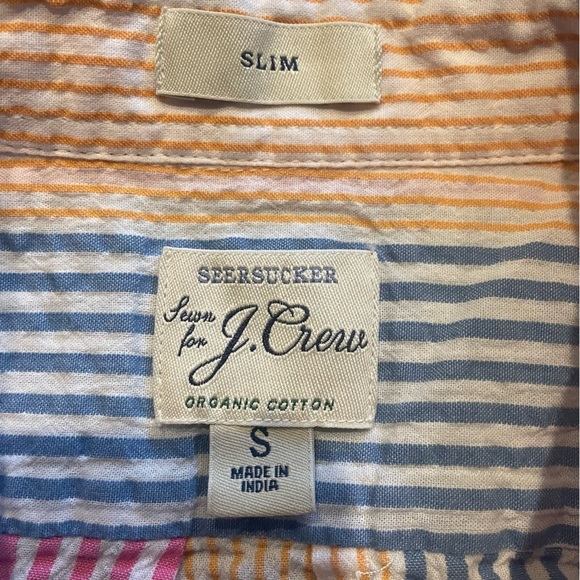 SLIM
SEERSUCKER
Sewn
for J.Crew
ORGANIC COTTON
S
MADE IN
INDIA